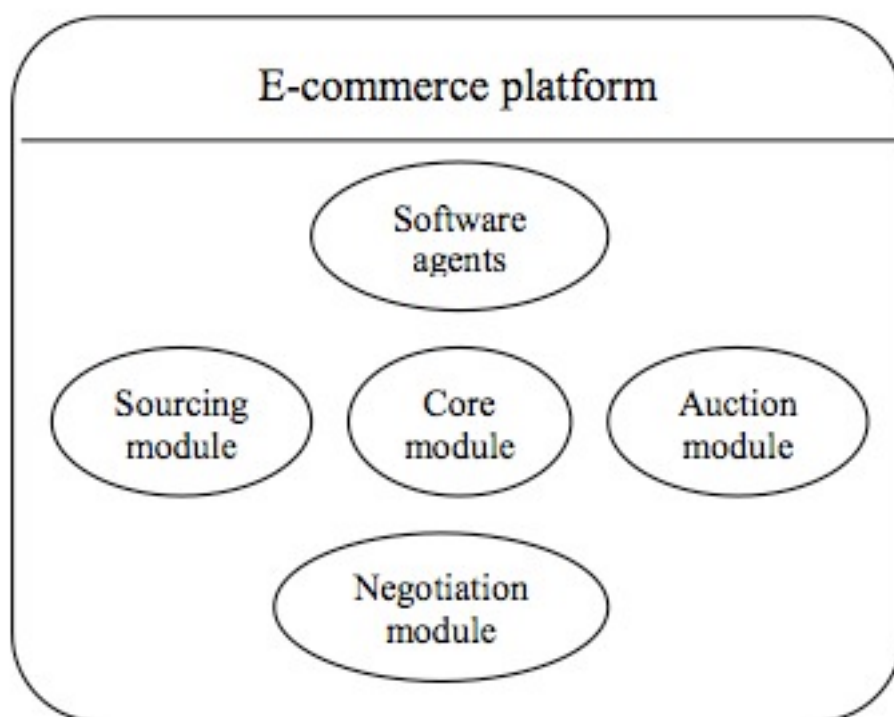 E-commerce platform
Software
agents
Sourcing
module
Core
module
Auction
module
Negotiation
module